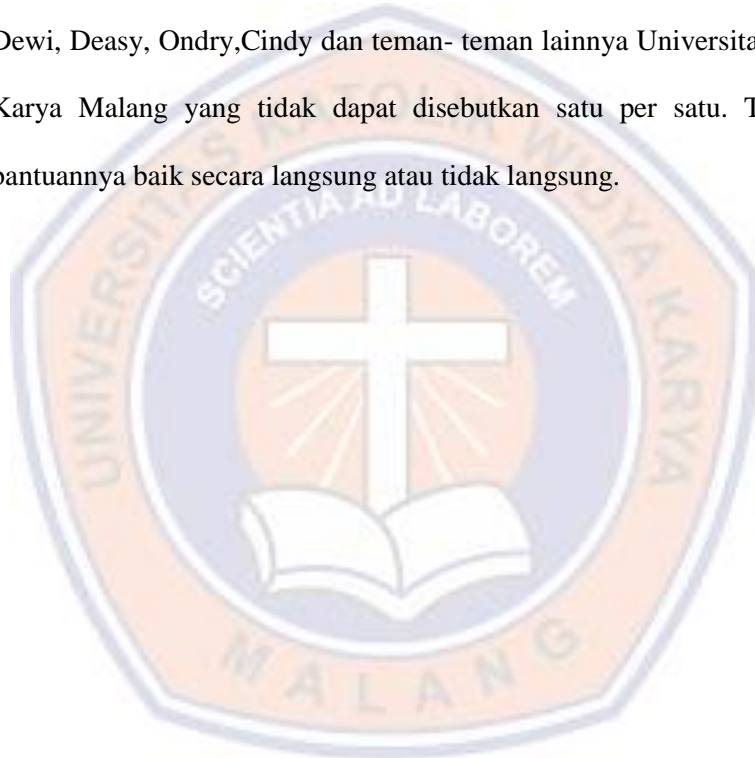 Dewi, Deasy, Ondry,Cindy dan teman- teman lainnya
Karya Malang yang tidak dapat disebutkan satu per satu.
bantuannya baik secara langsung atau tidak langsung.
UNIVERSITAS KATOLIK WIDYA KARYA
SCIENTIA AD LABOREM
MALANG